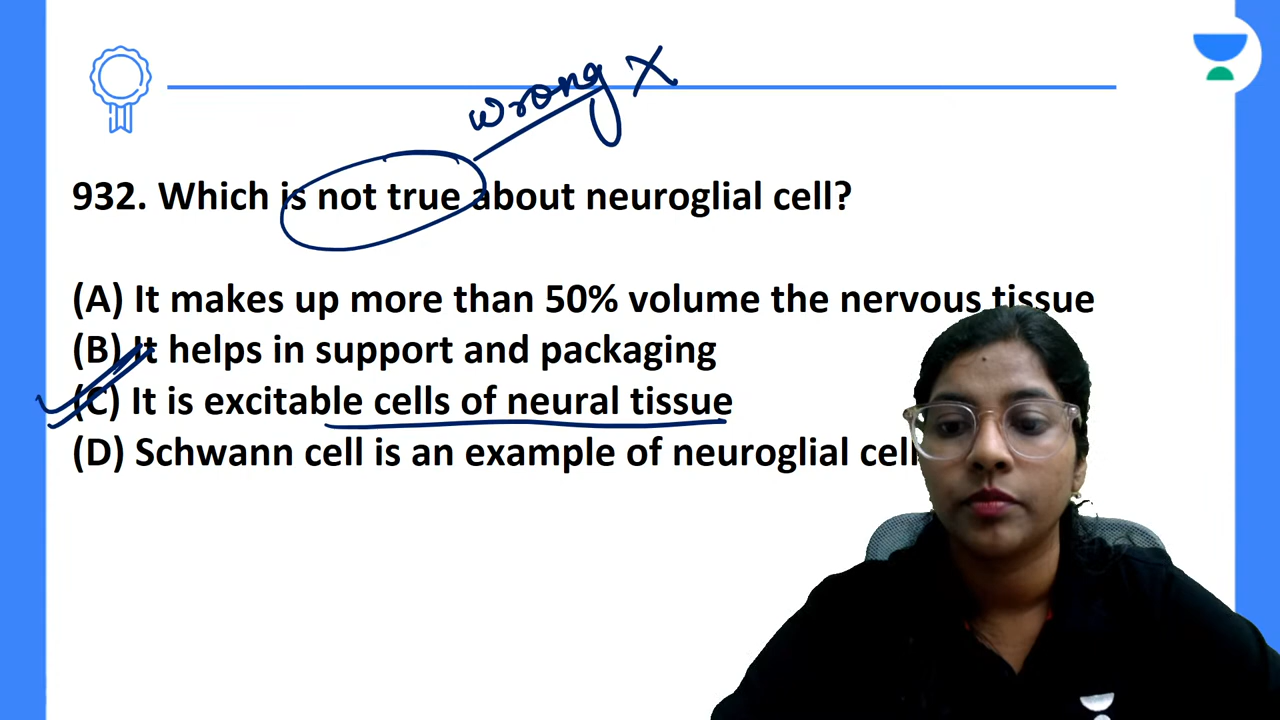 wrong X
932. Which is not true about neuroglial cell?
(A) It makes up more than 50% volume the nervous tissue
(B) It helps in support and packaging
(C) It is excitable cells of neural tissue
(D) Schwann cell is an example of neuroglial cell